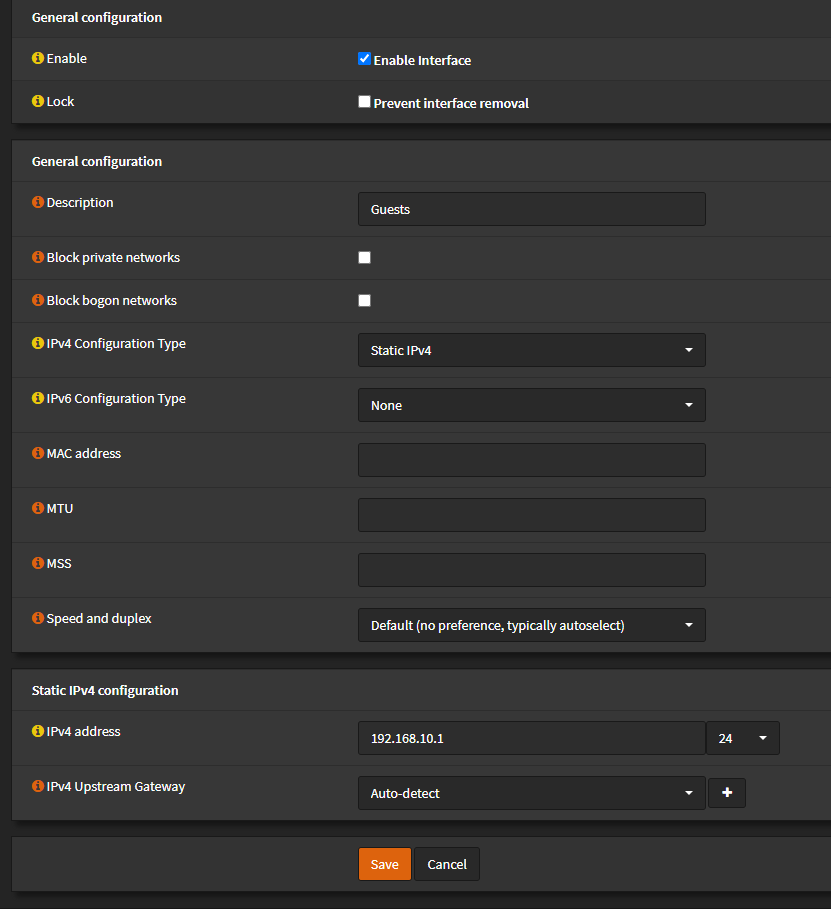 General configuration
Enable
Enable Interface
Lock
Prevent interface removal
General configuration
Description
Guests
Block private networks
Block bogon networks
IPv4 Configuration Type
Static IPv4
IPv6 Configuration Type
None
MAC address
MTU
MSS
Speed and duplex
Default (no preference, typically autoselect)
Static IPv4 configuration
IPv4 address
192.168.10.1
24
IPv4 Upstream Gateway
Auto-detect
Save
Cancel